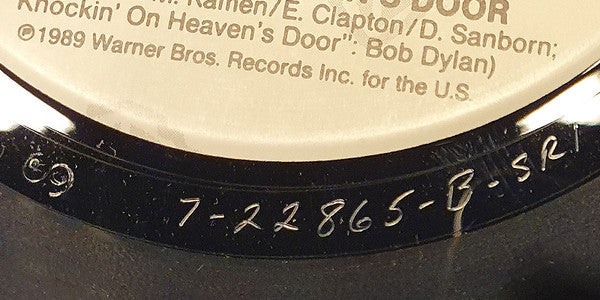 'S DOOR
M. Kamen/E. Clapton/D. Sanborn;
Knockin' On Heaven's Door": Bob Dylan)
℗1989 Warner Bros. Records Inc. for the U.S.
7-22865-B-SR1